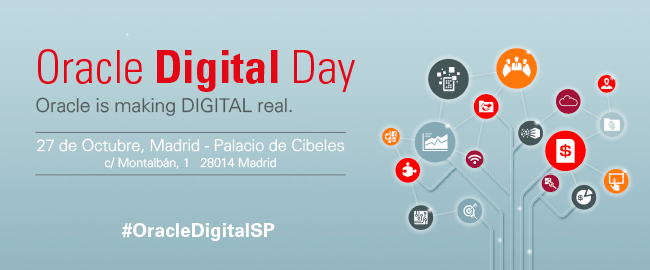 Oracle Digital Day
Oracle is making DIGITAL real.
27 de Octubre, Madrid - Palacio de Cibeles
c/ Montalbán, 1 28014 Madrid
#OracleDigitalSP
$